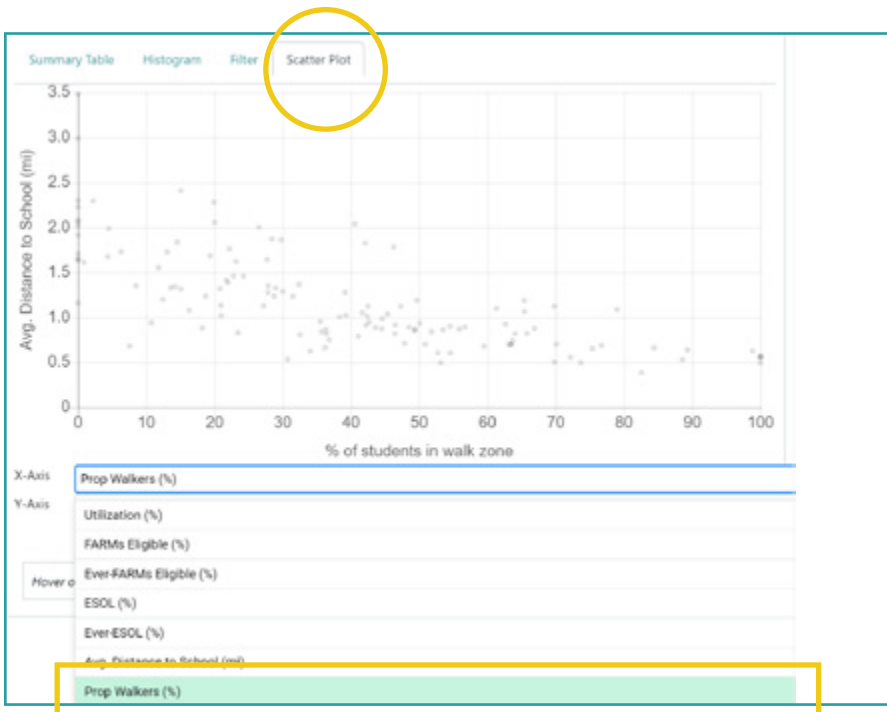 Summary Table Histogram Filter Scatter Plot
3.5
3.0
2.5
2.0
1.5
1.0
0.5
0
Avg. Distance to School (mi)
0 10 20 30 40 50 60 70 80 90 100
% of students in walk zone
X-Axis Prop Walkers (%)
Y-Axis
Utilization (%)
FARMs Eligible (%)
Ever-FARMs Eligible (%)
Hover o
ESOL (%)
Ever-ESOL (%)
Avg. Distance to School (mi)
Prop Walkers (%)